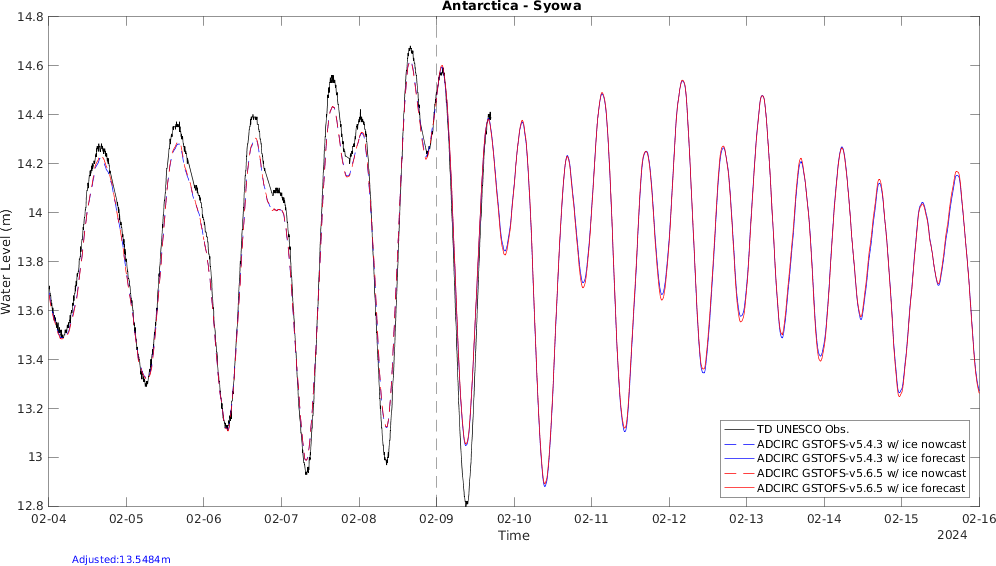 Antarctica - Syowa
14.8
14.6
14.4
14.2
14
13.8
13.6
13.4
13.2
13
12.8
Water Level (m)
TD UNESCO Obs.
ADCIRC GSTOFS-v5.4.3 w/ ice nowcast
ADCIRC GSTOFS-v5.4.3 w/ ice forecast
ADCIRC GSTOFS-v5.6.5 w/ ice nowcast
ADCIRC GSTOFS-v5.6.5 w/ ice forecast
02-04 02-05 02-06 02-07 02-08 02-09 02-10 02-11 02-12 02-13 02-14 02-15 02-16
Time
2024
Adjusted:13.5484m